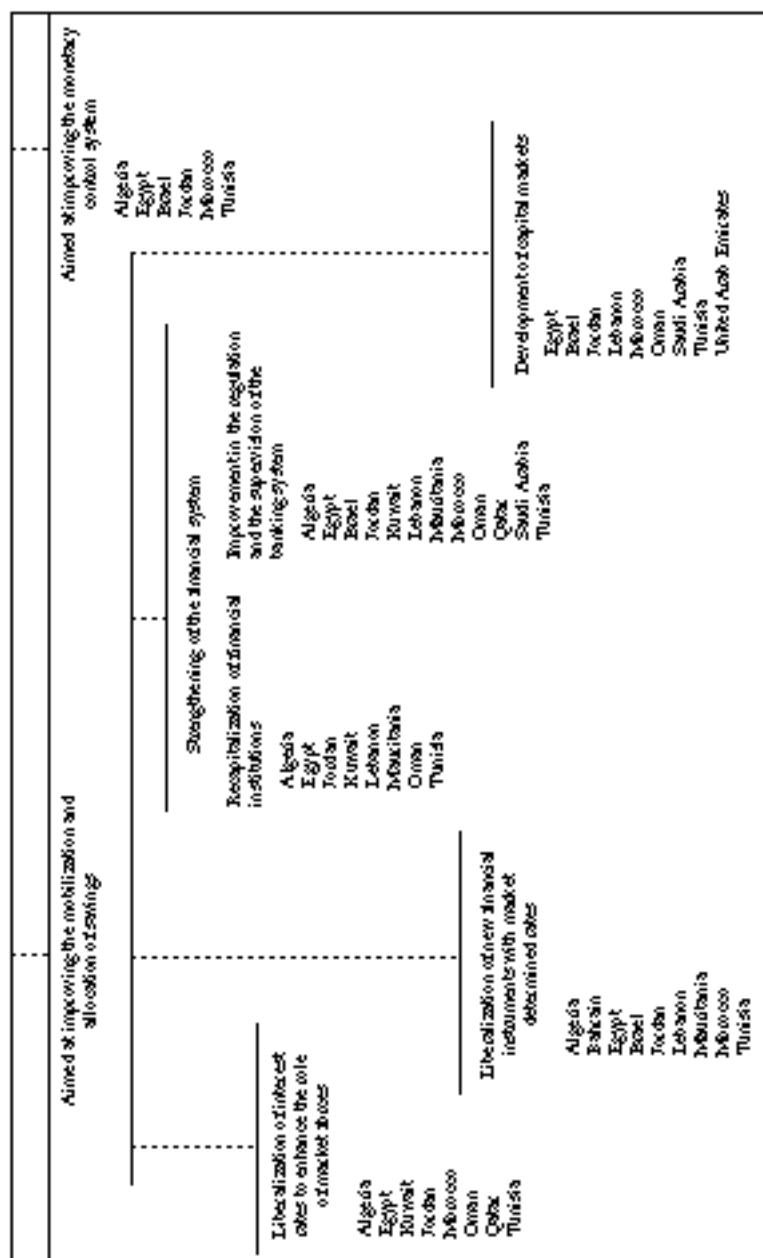 Aimed at improving the mobilization and
allocation of savings
Aimed at impowing the monetary
control system
Algeria
Egypt
Israel
Jordan
Morocco
Tunisia
Strengthening of the financial system
Liberalization of interest
rates to enhance the role
of market forces
Algeria
Egypt
Kuwait
Jordan
Morocco
Oman
Qatar
Tunisia
Liberalization of new financial
instruments with market
determined rates
Algeria
Bahrain
Egypt
Israel
Jordan
Lebanon
Mauritania
Morocco
Tunisia
Recapitalization of financial
institutions
Algeria
Egypt
Jordan
Kuwait
Lebanon
Mauritania
Oman
Tunisia
Improvement in the regulation
and the supervision of the
banking system
Algeria
Egypt
Israel
Jordan
Kuwait
Lebanon
Mauritania
Morocco
Oman
Qatar
Saudi Arabia
Tunisia
Development of capital markets
Egypt
Israel
Jordan
Lebanon
Morocco
Oman
Saudi Arabia
Tunisia
United Arab Emirates